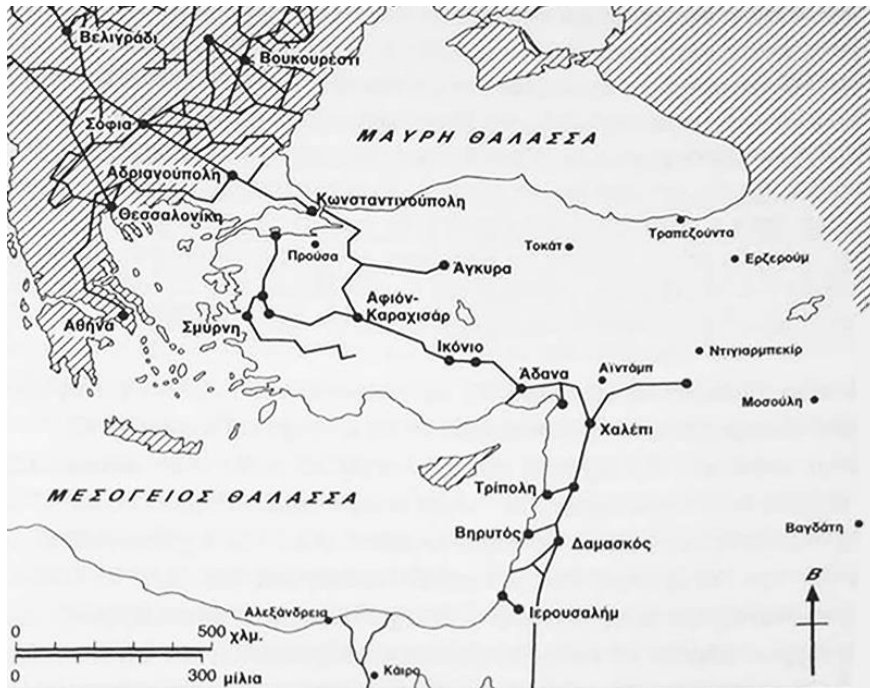 Βελιγράδι
Βουκουρέστι
Σόφια
ΜΑΥΡΗ ΘΑΛΑΣΣΑ
Αδριανούπολη
Κωνσταντινούπολη
Θεσσαλονίκη
Τραπεζούντα
Τοκάτ
Προύσα
Ερζερούμ
Άγκυρα
Αφιόν-
Καραχισάρ
Αθήνα
Σμύρνη
Ικόνιο
Ντιγιαρμπεκίρ
Αϊντάμπ
Άδανα
Μοσούλη
Χαλέπι
Τρίπολη
ΜΕΣΟΓΕΙΟΣ ΘΑΛΑΣΣΑ
Βαγδάτη
Βηρυτός
Δαμασκός
Β
Αλεξάνδρεια
Ιερουσαλήμ
0 500 χλμ.
0 300 μίλια
Κάιρο